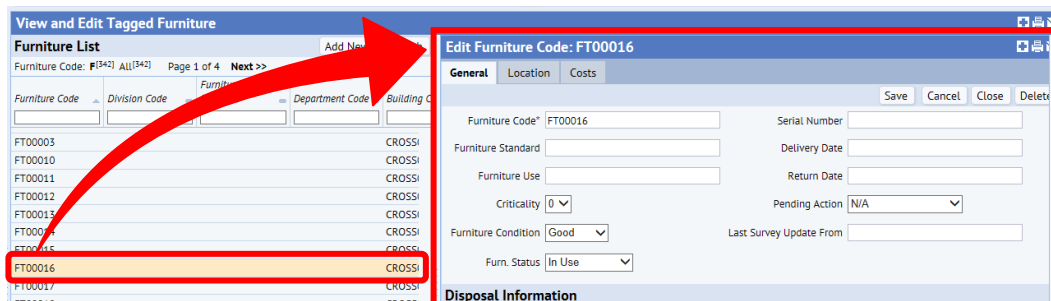 View and Edit Tagged Furniture
Furniture List
Add New
Furniture Code: F[342] All[342] Page 1 of 4 Next >>
Furniture Code Division Code Department Code Building
FT00003 CROSS
FT00010 CROSS
FT00011 CROSS
FT00012 CROSS
FT00013 CROSS
FT00014 CROSS
FT00015 CROSS
FT00016 CROSS
FT00017 CROSS
Edit Furniture Code: FT00016
General Location Costs
Save Cancel Close Delete
Furniture Code* FT00016 Serial Number
Furniture Standard Delivery Date
Furniture Use Return Date
Criticality 0 Pending Action N/A
Furniture Condition Good Last Survey Update From
Furn. Status In Use
Disposal Information